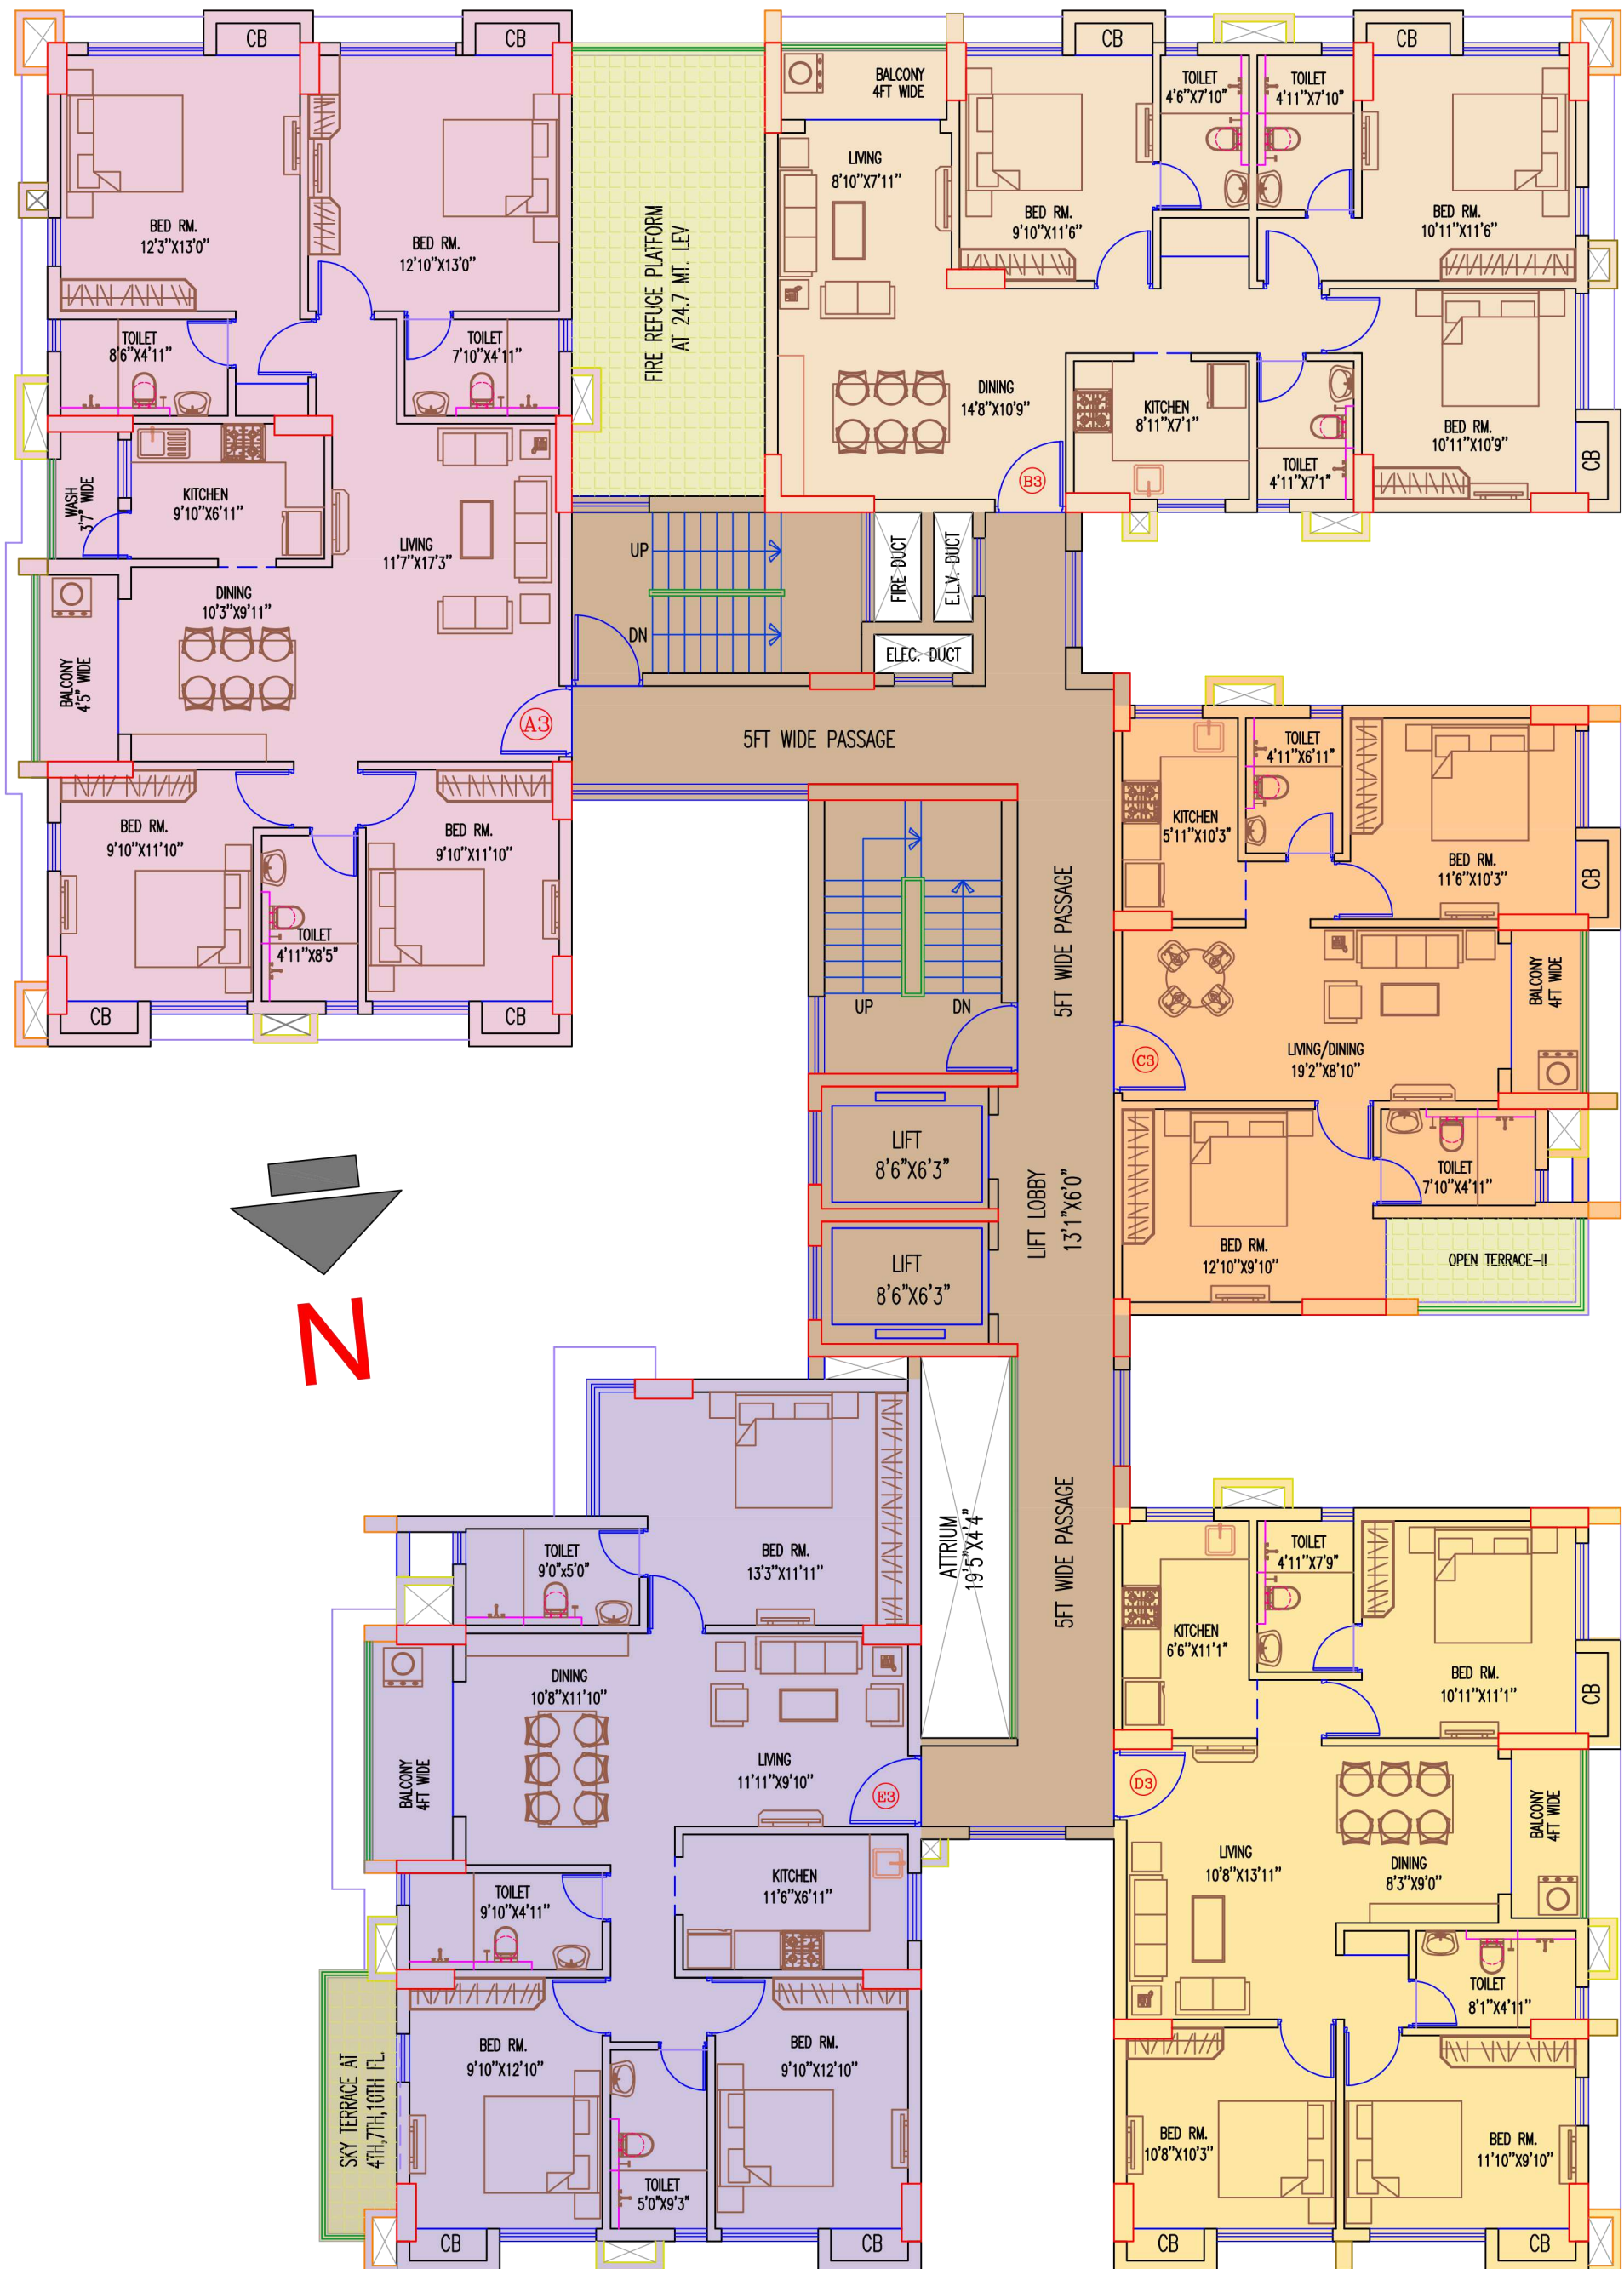 CB
CB
BED RM.
12'3"X13'0"
BED RM.
12'10"X13'0"
TOILET
8'6"X4'11"
TOILET
7'10"X4'11"
WASH
3'7" WIDE
KITCHEN
9'10"X6'11"
LIVING
11'7"X17'3"
DINING
10'3"X9'11"
BALCONY
4'5" WIDE
A3
BED RM.
9'10"X11'10"
BED RM.
9'10"X11'10"
TOILET
4'11"X8'5"
CB
CB
FIRE REFUGE PLATFORM
AT 24.7 MT. LEV
CB
CB
BALCONY
4FT WIDE
TOILET
4'6"X7'10"
TOILET
4'11"X7'10"
LIVING
8'10"X7'11"
BED RM.
9'10"X11'6"
BED RM.
10'11"X11'6"
DINING
14'8"X10'9"
KITCHEN
8'11"X7'1"
TOILET
4'11"X7'1"
BED RM.
10'11"X10'9"
CB
B3
UP
DN
FIRE DUCT
E.L.V. DUCT
ELEC. DUCT
5FT WIDE PASSAGE
5FT WIDE PASSAGE
UP
DN
LIFT
8'6"X6'3"
LIFT
8'6"X6'3"
LIFT LOBBY
13'1"X6'0"
KITCHEN
5'11"X10'3"
TOILET
4'11"X6'11"
BED RM.
11'6"X10'3"
CB
BALCONY
4FT WIDE
C3
LIVING/DINING
19'2"X8'10"
TOILET
7'10"X4'11"
BED RM.
12'10"X9'10"
OPEN TERRACE-II
N
ATTRIUM
19'5"X4'4"
5FT WIDE PASSAGE
TOILET
9'0"x5'0"
BED RM.
13'3"X11'11"
DINING
10'8"X11'10"
LIVING
11'11"X9'10"
BALCONY
4FT WIDE
E3
KITCHEN
11'6"X6'11"
TOILET
9'10"X4'11"
BED RM.
9'10"X12'10"
BED RM.
9'10"X12'10"
TOILET
5'0"X9'3"
SKY TERRACE AT
4TH,7TH,10TH FL.
CB
CB
KITCHEN
6'6"X11'1"
TOILET
4'11"X7'9"
BED RM.
10'11"X11'1"
CB
D3
BALCONY
4FT WIDE
LIVING
10'8"X13'11"
DINING
8'3"X9'0"
TOILET
8'1"X4'11"
BED RM.
10'8"X10'3"
BED RM.
11'10"X9'10"
CB
CB